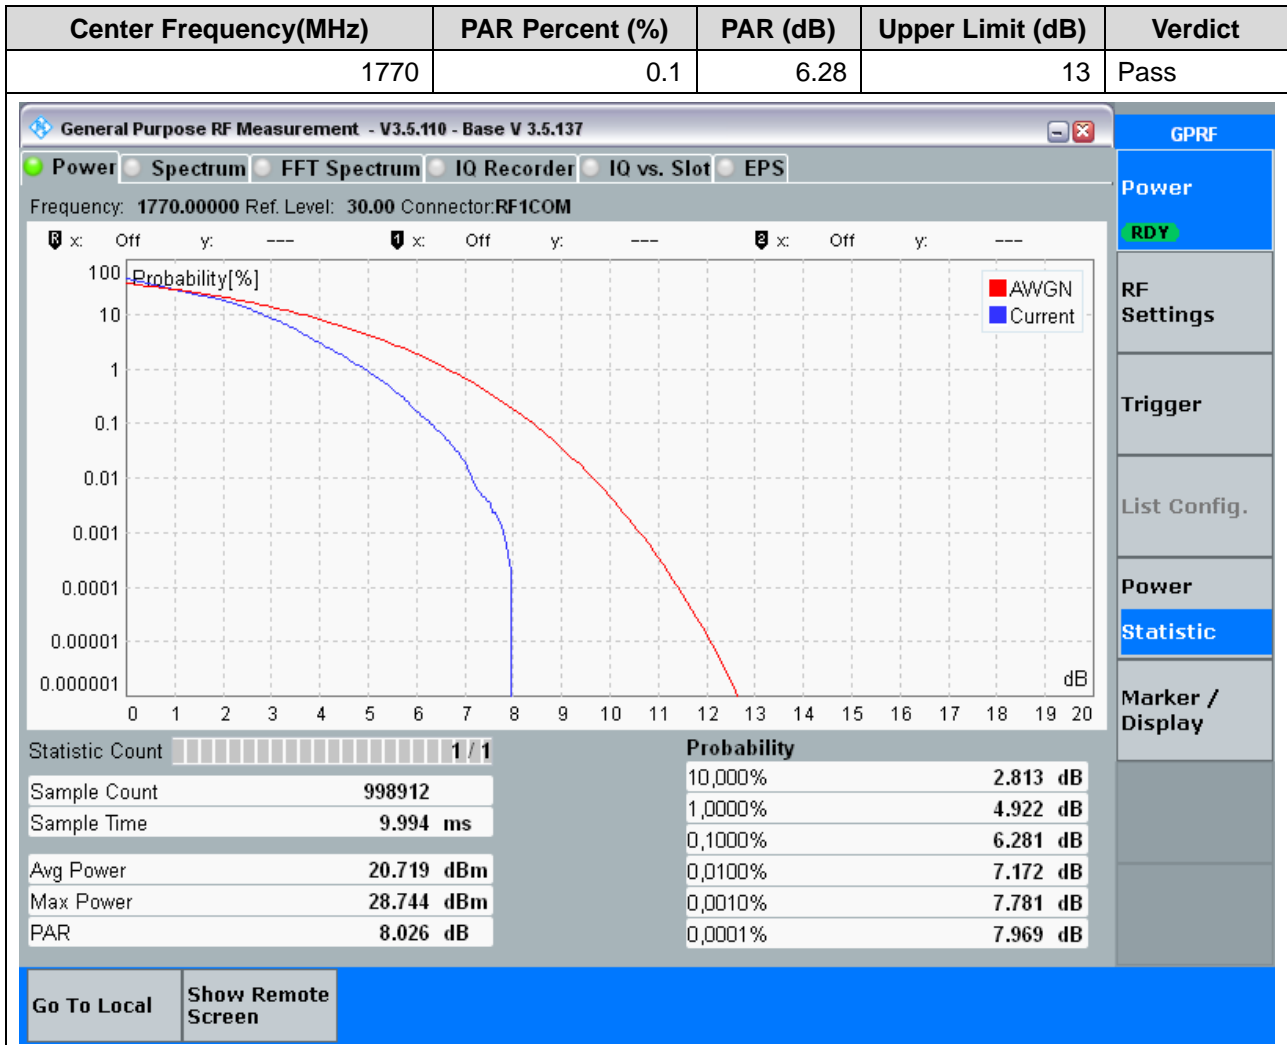 Center Frequency(MHz) PAR Percent (%) PAR (dB) Upper Limit (dB) Verdict
1770 0.1 6.28 13 Pass
General Purpose RF Measurement - V3.5.110 - Base V 3.5.137
GPRF
Power Spectrum FFT Spectrum IQ Recorder IQ vs. Slot EPS
Frequency: 1770.00000 Ref. Level: 30.00 Connector:RF1COM
R x: Off y: --- 1 x: Off y: --- 2 x: Off y: ---
Probability[%]
AWGN
Current
100
10
1
0.1
0.01
0.001
0.0001
0.00001
0.000001
dB
0 1 2 3 4 5 6 7 8 9 10 11 12 13 14 15 16 17 18 19 20
Statistic Count 1 / 1
Sample Count 998912
Sample Time 9.994 ms
Avg Power 20.719 dBm
Max Power 28.744 dBm
PAR 8.026 dB
Probability
10,000% 2.813 dB
1,0000% 4.922 dB
0,1000% 6.281 dB
0,0100% 7.172 dB
0,0010% 7.781 dB
0,0001% 7.969 dB
Power
RDY
RF
Settings
Trigger
List Config.
Power
Statistic
Marker /
Display
Go To Local
Show Remote
Screen